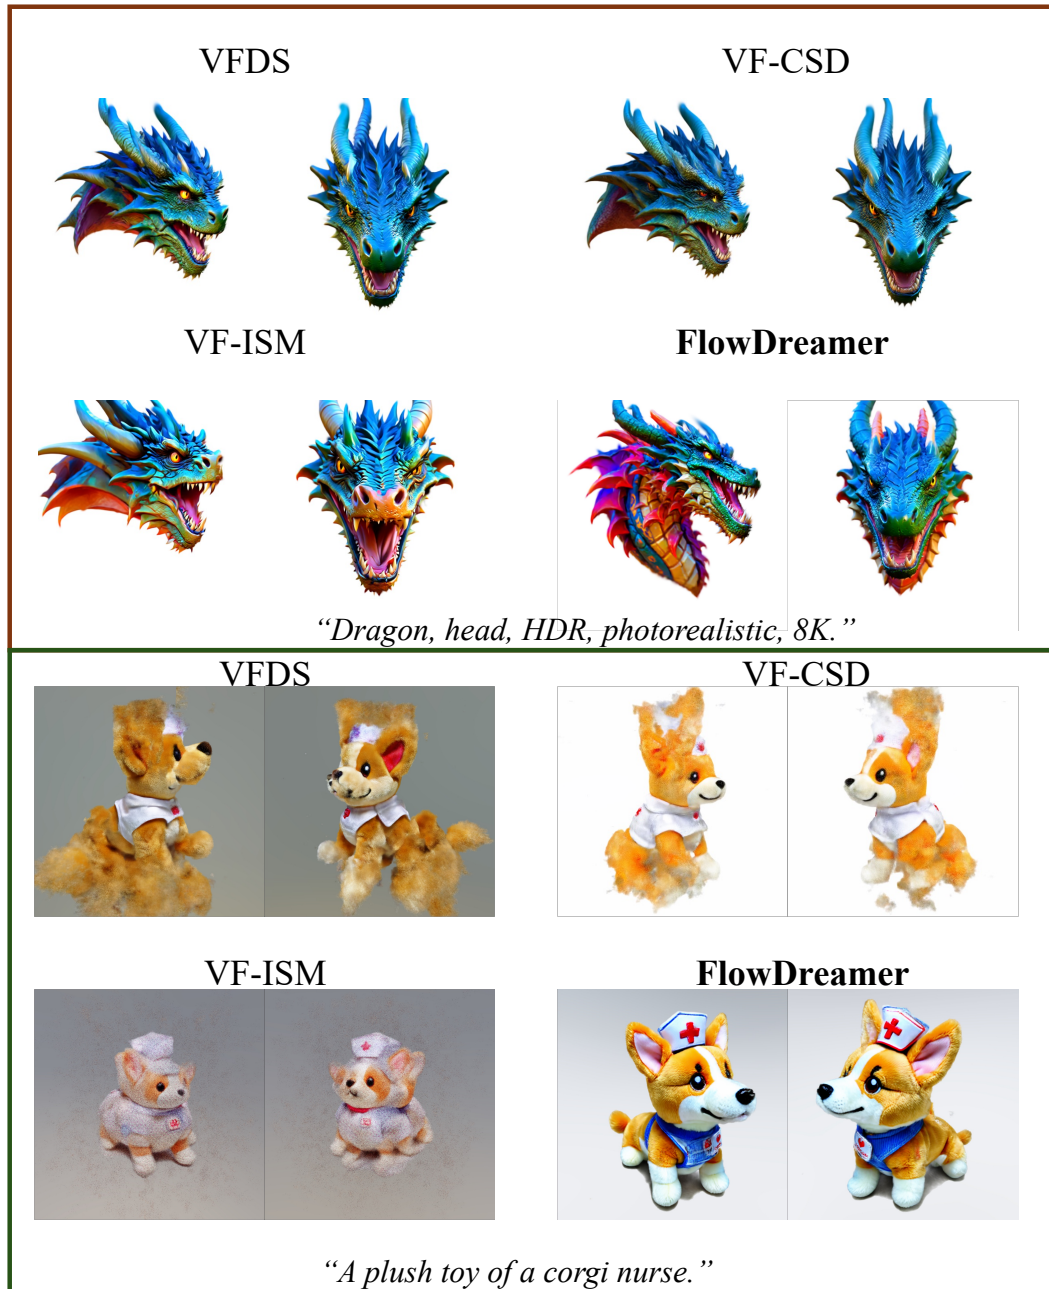 VFDS
VF-CSD
VF-ISM
FlowDreamer
“Dragon, head, HDR, photorealistic, 8K.”
VFDS
VF-CSD
VF-ISM
FlowDreamer
“A plush toy of a corgi nurse.”